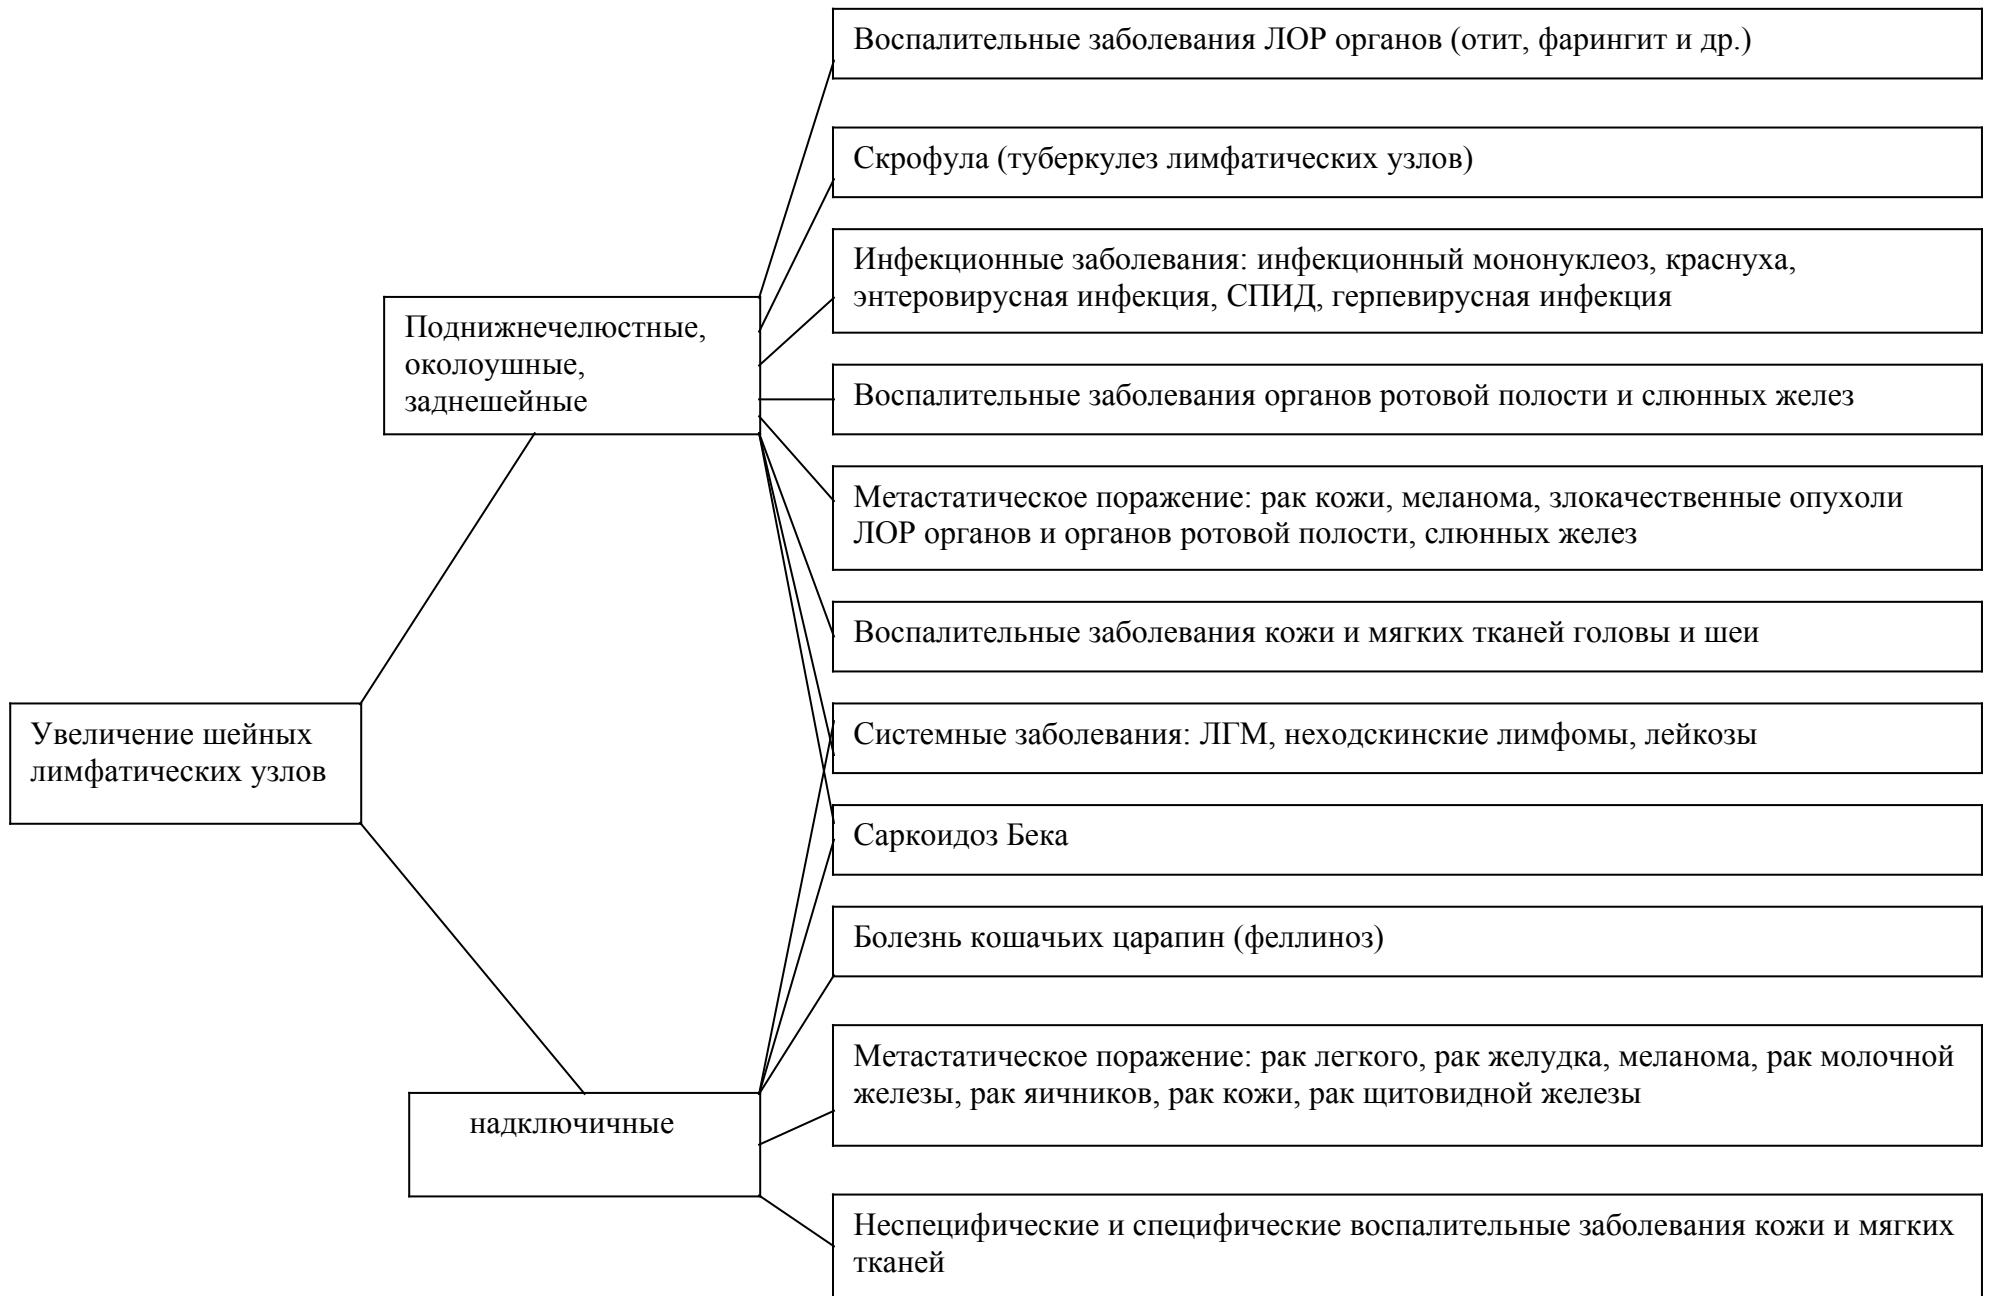 Воспалительные заболевания ЛОР органов (отит, фарингит и др.)
Скрофула (туберкулез лимфатических узлов)
Инфекционные заболевания: инфекционный мононуклеоз, краснуха,
энтеровирусная инфекция, СПИД, герпевирусная инфекция
Поднижнечелюстные,
околоушные,
заднешейные
Воспалительные заболевания органов ротовой полости и слюнных желез
Метастатическое поражение: рак кожи, меланома, злокачественные опухоли
ЛОР органов и органов ротовой полости, слюнных желез
Воспалительные заболевания кожи и мягких тканей головы и шеи
Увеличение шейных
лимфатических узлов
Системные заболевания: ЛГМ, неходскинские лимфомы, лейкозы
Саркоидоз Бека
Болезнь кошачьих царапин (феллиноз)
Метастатическое поражение: рак легкого, рак желудка, меланома, рак молочной
железы, рак яичников, рак кожи, рак щитовидной железы
надключичные
Неспецифические и специфические воспалительные заболевания кожи и мягких
тканей